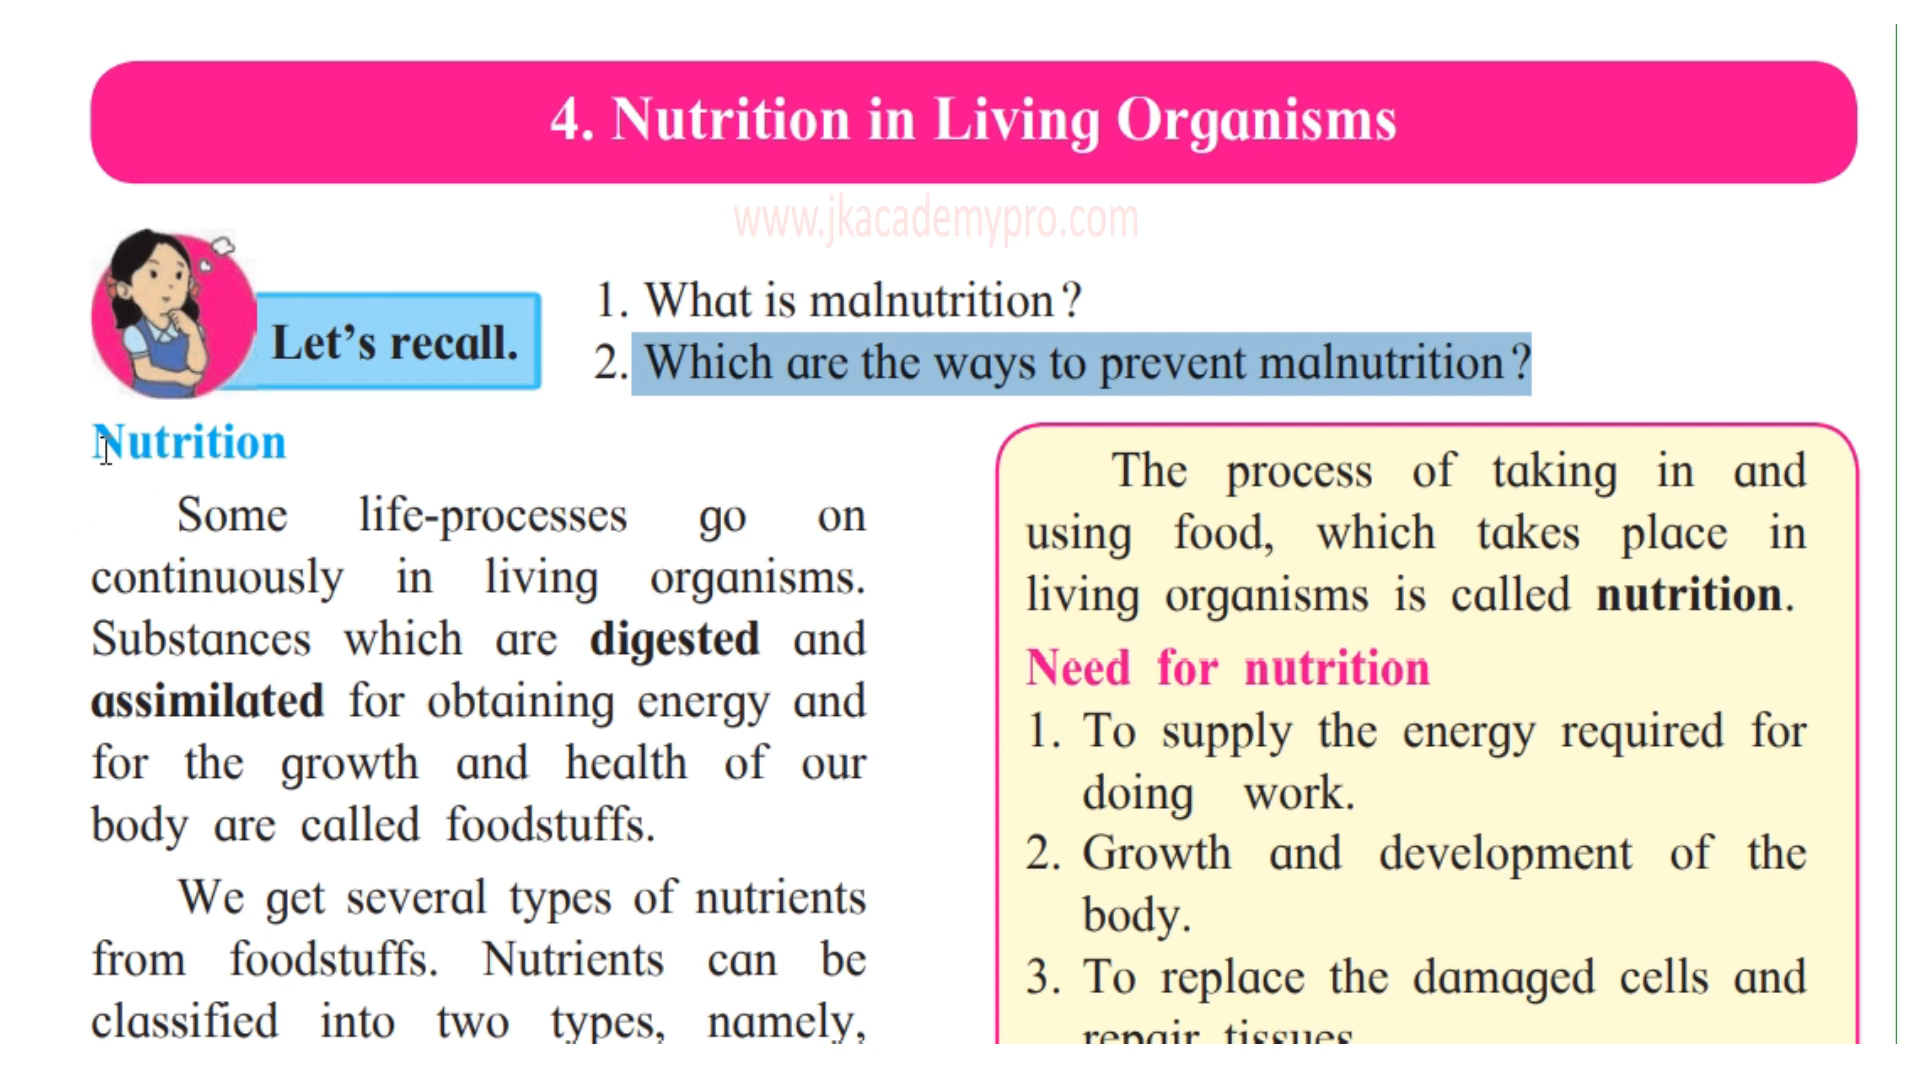 4. Nutrition in Living Organisms
www.jkacademypro.com
Let's recall.
1. What is malnutrition?
2. Which are the ways to prevent malnutrition?
Nutrition
Some life-processes go on
continuously in living organisms.
Substances which are digested and
assimilated for obtaining energy and
for the growth and health of our
body are called foodstuffs.
We get several types of nutrients
from foodstuffs. Nutrients can be
classified into two types, namely,
The process of taking in and
using food, which takes place in
living organisms is called nutrition.
Need for nutrition
1. To supply the energy required for
doing work.
2. Growth and development of the
body.
3. To replace the damaged cells and
repair tissues